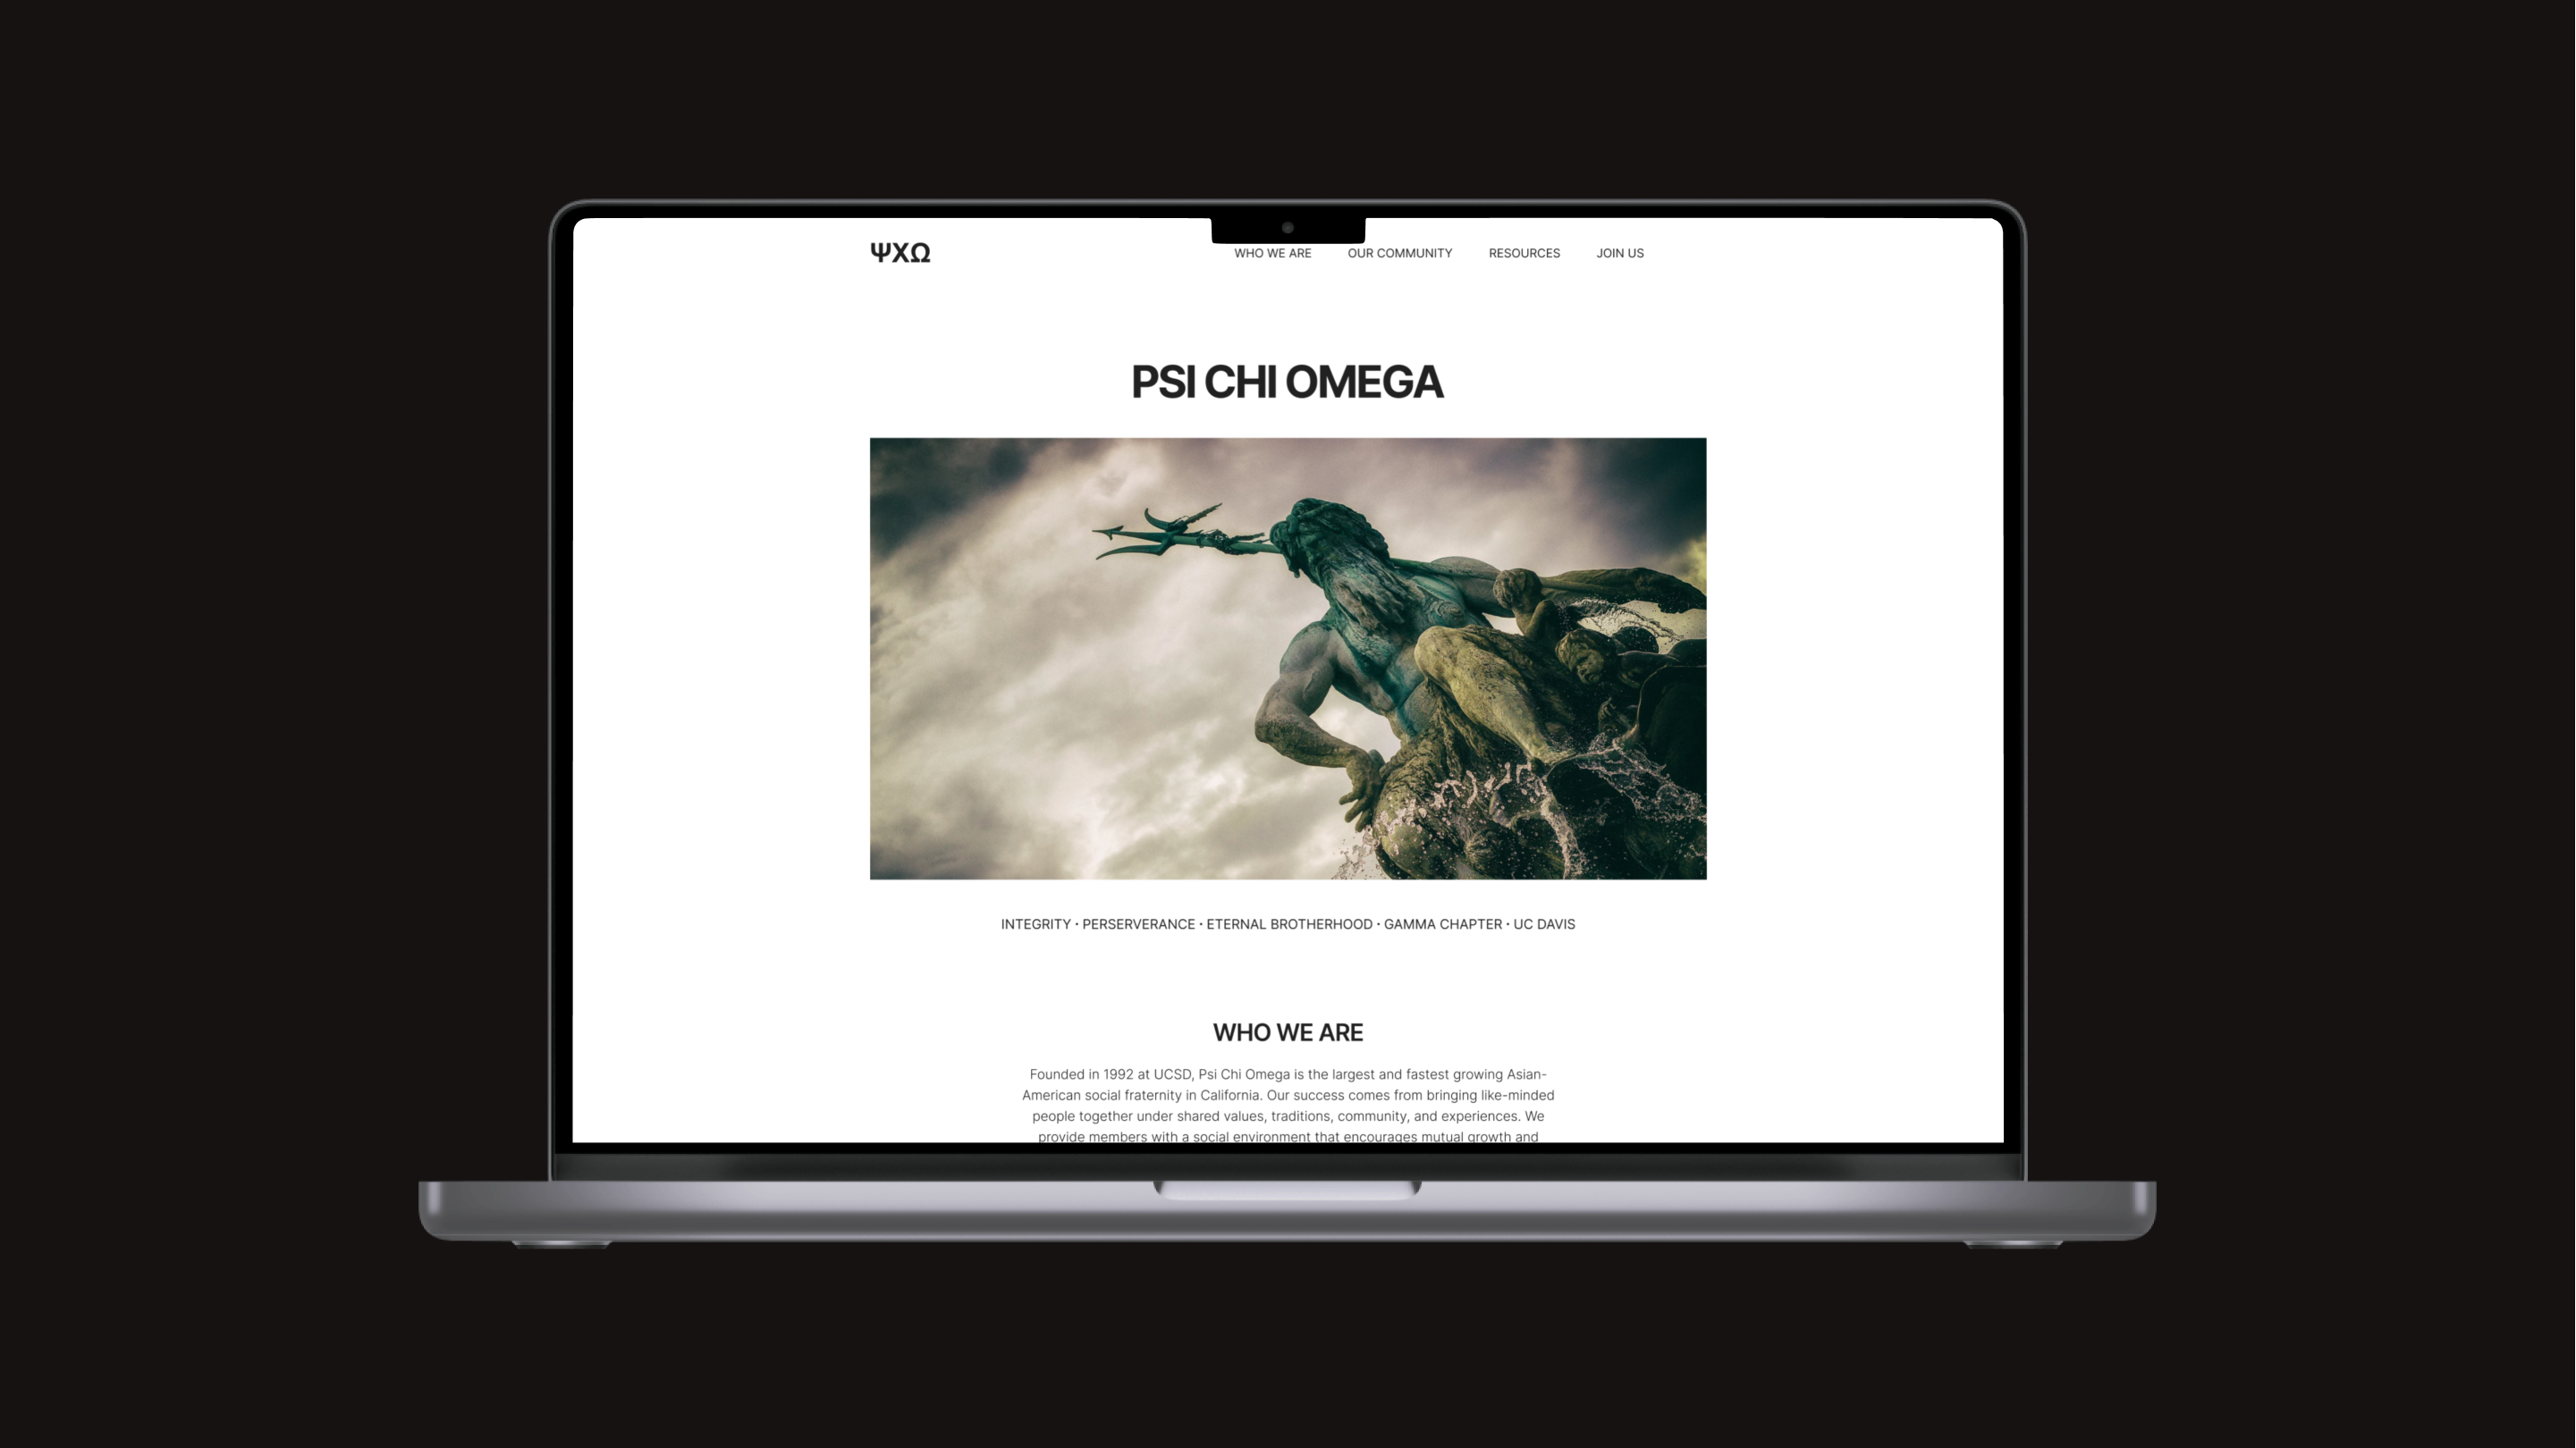 ΨΧΩ
WHO WE ARE OUR COMMUNITY RESOURCES JOIN US
PSI CHI OMEGA
INTEGRITY · PERSERVERANCE · ETERNAL BROTHERHOOD · GAMMA CHAPTER · UC DAVIS
WHO WE ARE
Founded in 1992 at UCSD, Psi Chi Omega is the largest and fastest growing Asian-
American social fraternity in California. Our success comes from bringing like-minded
people together under shared values, traditions, community, and experiences. We
provide members with a social environment that encourages mutual growth and